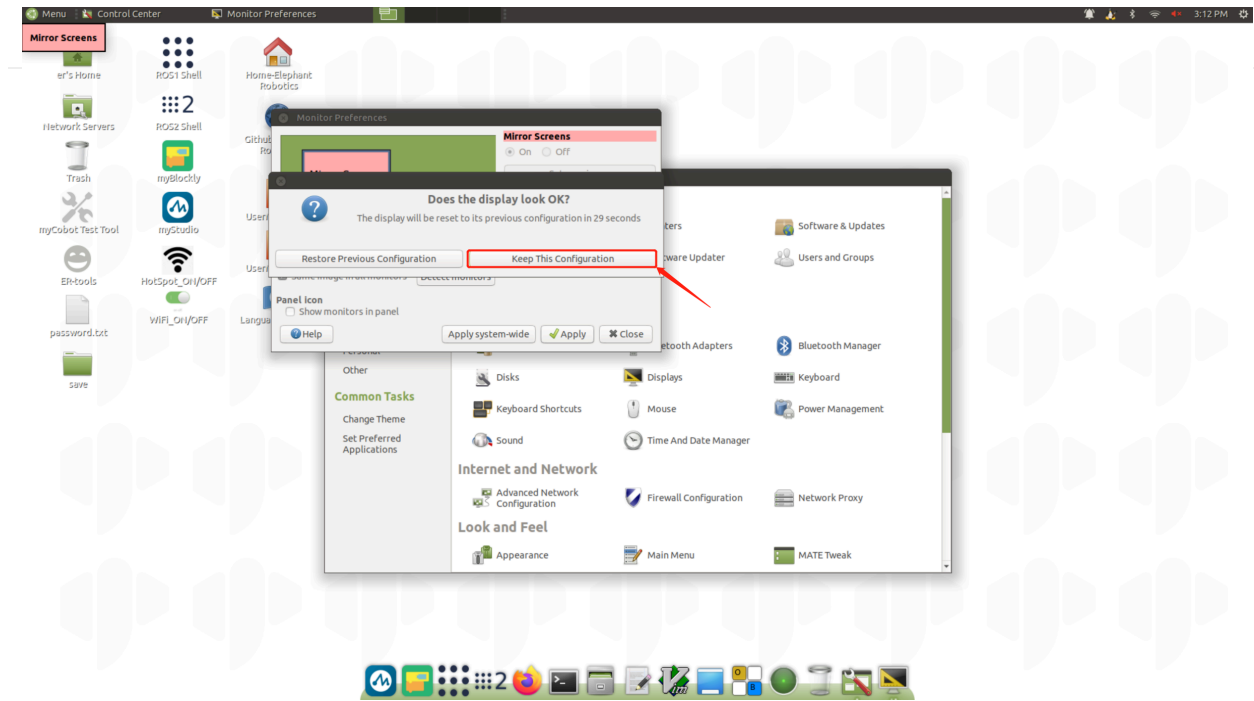 Menu
Control Center
Monitor Preferences
3:12 PM
Mirror Screens
er's Home
ROS1 Shell
Home-Elephant
Robotics
Network Servers
ROS2 Shell
Trash
myBlockly
myCobot Test Tool
myStudio
ER-tools
HotSpot_ON/OFF
password.txt
WiFi_ON/OFF
save
2
Monitor Preferences
Mirror Screens
On
Off
Does the display look OK?
The display will be reset to its previous configuration in 29 seconds
Restore Previous Configuration
Keep This Configuration
Panel icon
Show monitors in panel
Help
Apply system-wide
Apply
Close
Software & Updates
Users and Groups
Bluetooth Manager
Other
Disks
Displays
Keyboard
Common Tasks
Change Theme
Set Preferred
Applications
Keyboard Shortcuts
Mouse
Power Management
Sound
Time And Date Manager
Internet and Network
Advanced Network
Configuration
Firewall Configuration
Network Proxy
Look and Feel
Appearance
Main Menu
MATE Tweak
2